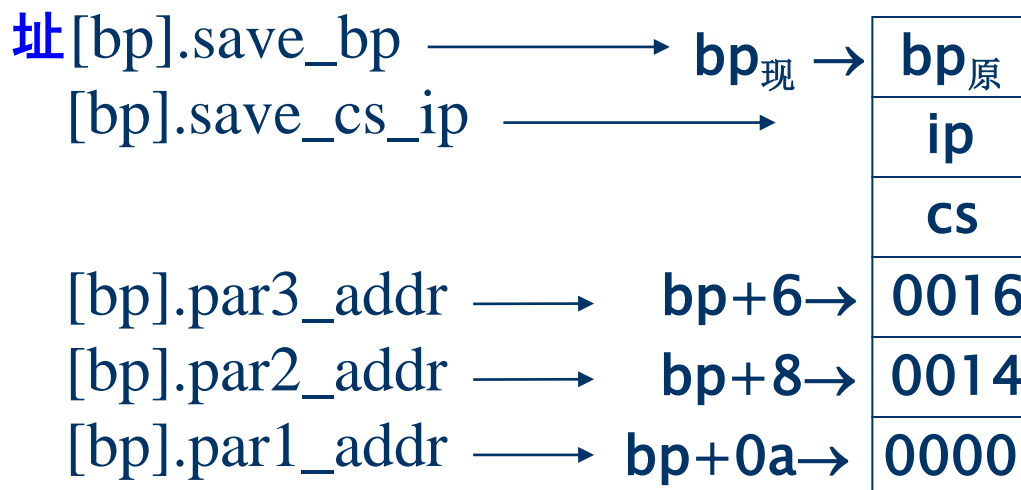 址[bp].save_bp → bp现 → bp原
[bp].save_cs_ip → ip
cs
[bp].par3_addr → bp+6→ 0016
[bp].par2_addr → bp+8→ 0014
[bp].par1_addr → bp+0a→ 0000